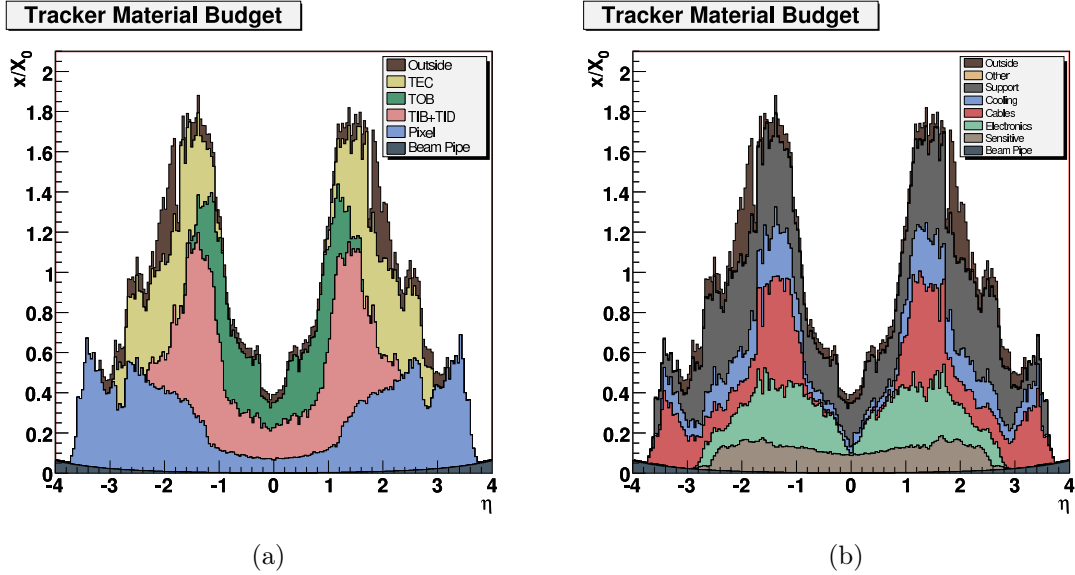 Tracker Material Budget
x/X0
2
1.8
1.6
1.4
1.2
1
0.8
0.6
0.4
0.2
0
Outside
TEC
TOB
TIB+TID
Pixel
Beam Pipe
-4 -3 -2 -1 0 1 2 3 4
η
(a)
Tracker Material Budget
x/X0
2
1.8
1.6
1.4
1.2
1
0.8
0.6
0.4
0.2
0
Outside
Other
Support
Cooling
Cables
Electronics
Sensitive
Beam Pipe
-4 -3 -2 -1 0 1 2 3 4
η
(b)